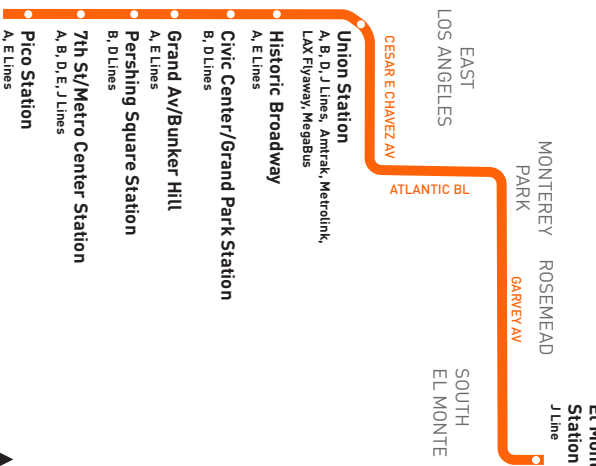 EAST
LOS ANGELES
CESAR E CHAVEZ AV
MONTEREY
PARK
ROSEMEAD
ATLANTIC BL
GARVEY AV
SOUTH
EL MONTE
Station
J Line
Union Station
A, B, D, J Lines, Amtrak, Metrolink,
LAX Flyaway, MegaBus
Historic Broadway
A, E Lines
Civic Center/Grand Park Station
B, D Lines
Grand Av/Bunker Hill
A, E Lines
Pershing Square Station
B, D Lines
7th St/Metro Center Station
A, B, D, E, J Lines
Pico Station
A, E Lines